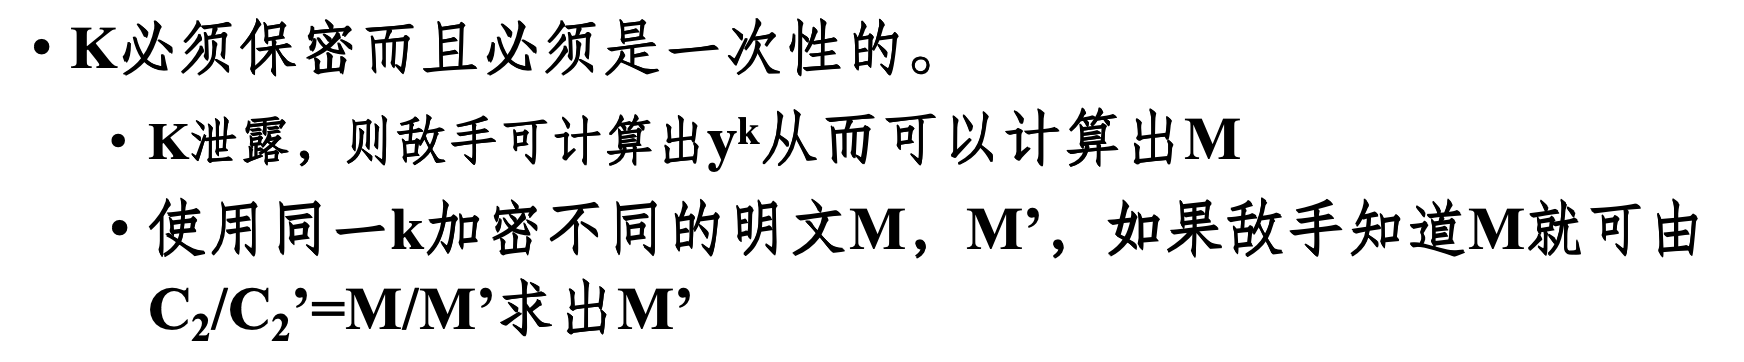 • K必须保密而且必须是一次性的。
• K泄露，则敌手可计算出yᵏ从而可以计算出M
• 使用同一k加密不同的明文M，M’，如果敌手知道M就可由
C₂/C₂’=M/M’求出M’